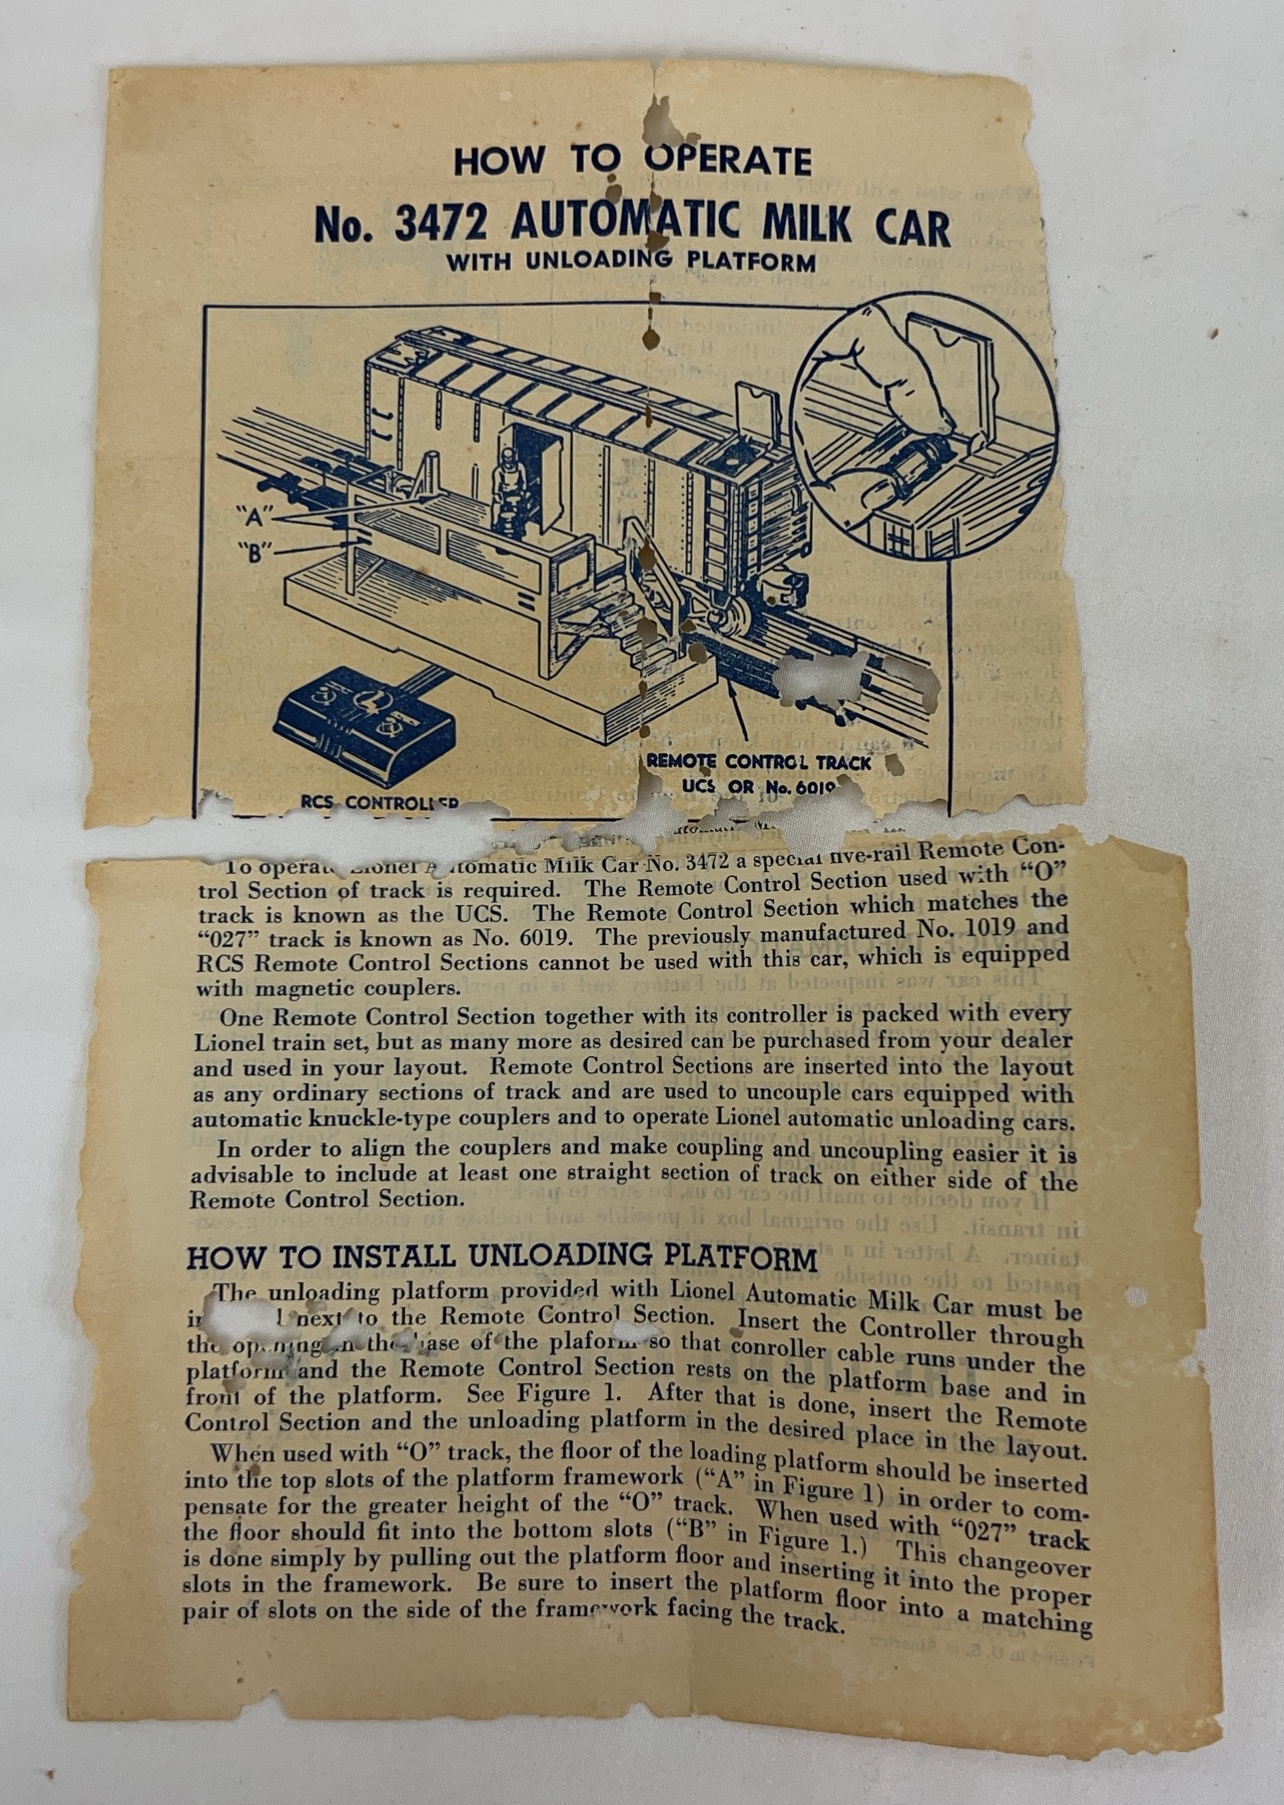 HOW TO OPERATE
No. 3472 AUTOMATIC MILK CAR
WITH UNLOADING PLATFORM
"A"
"B"
REMOTE CONTROL TRACK
UCS OR No. 6019
RCS CONTROLLER
To operate Lionel Automatic Milk Car No. 3472 a special five-rail Remote Con-
trol Section of track is required. The Remote Control Section used with "O"
track is known as the UCS. The Remote Control Section which matches the
"027" track is known as No. 6019. The previously manufactured No. 1019 and
RCS Remote Control Sections cannot be used with this car, which is equipped
with magnetic couplers.
One Remote Control Section together with its controller is packed with every
Lionel train set, but as many more as desired can be purchased from your dealer
and used in your layout. Remote Control Sections are inserted into the layout
as any ordinary sections of track and are used to uncouple cars equipped with
automatic knuckle-type couplers and to operate Lionel automatic unloading cars.
In order to align the couplers and make coupling and uncoupling easier it is
advisable to include at least one straight section of track on either side of the
Remote Control Section.
HOW TO INSTALL UNLOADING PLATFORM
The unloading platform provided with Lionel Automatic Milk Car must be
next to the Remote Control Section. Insert the Controller through
the opening in the base of the plaform so that conroller cable runs under the
platform and the Remote Control Section rests on the platform base and in
front of the platform. See Figure 1. After that is done, insert the Remote
Control Section and the unloading platform in the desired place in the layout.
When used with "O" track, the floor of the loading platform should be inserted
into the top slots of the platform framework ("A" in Figure 1) in order to com-
pensate for the greater height of the "O" track. When used with "027" track
the floor should fit into the bottom slots ("B" in Figure 1.) This changeover
is done simply by pulling out the platform floor and inserting it into the proper
slots in the framework. Be sure to insert the platform floor into a matching
pair of slots on the side of the framework facing the track.